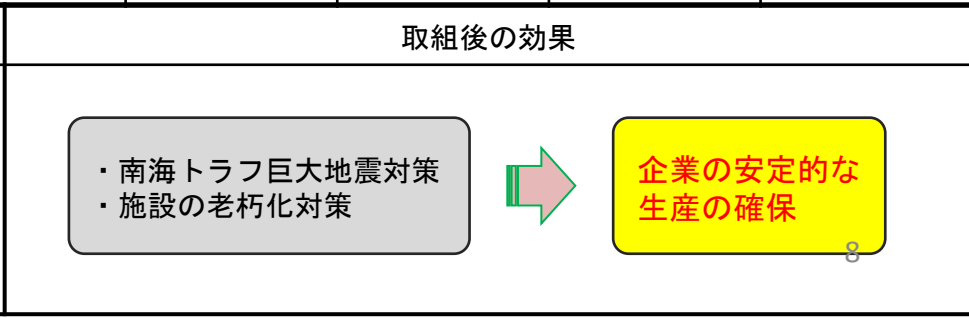 取組後の効果
・南海トラフ巨大地震対策
・施設の老朽化対策
企業の安定的な
生産の確保
8